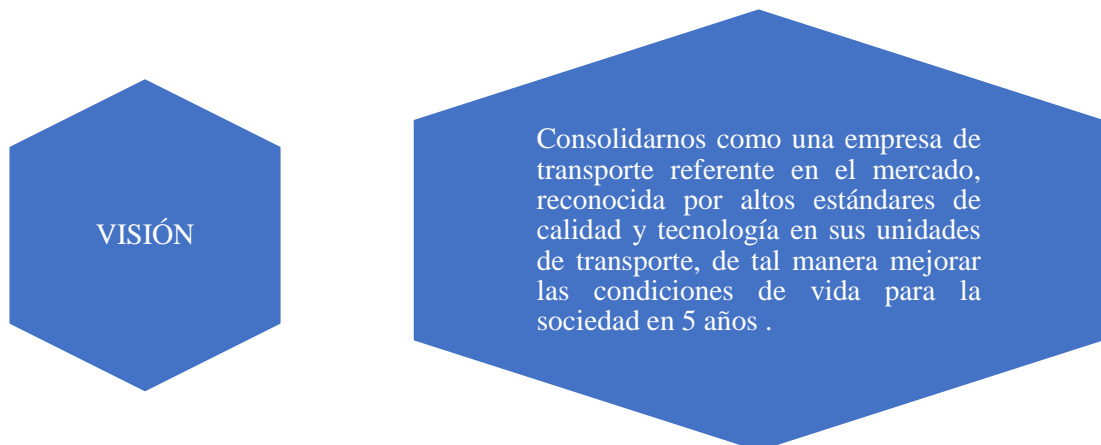 VISIÓN
Consolidarnos como una empresa de
transporte referente en el mercado,
reconocida por altos estándares de
calidad y tecnología en sus unidades
de transporte, de tal manera mejorar
las condiciones de vida para la
sociedad en 5 años .